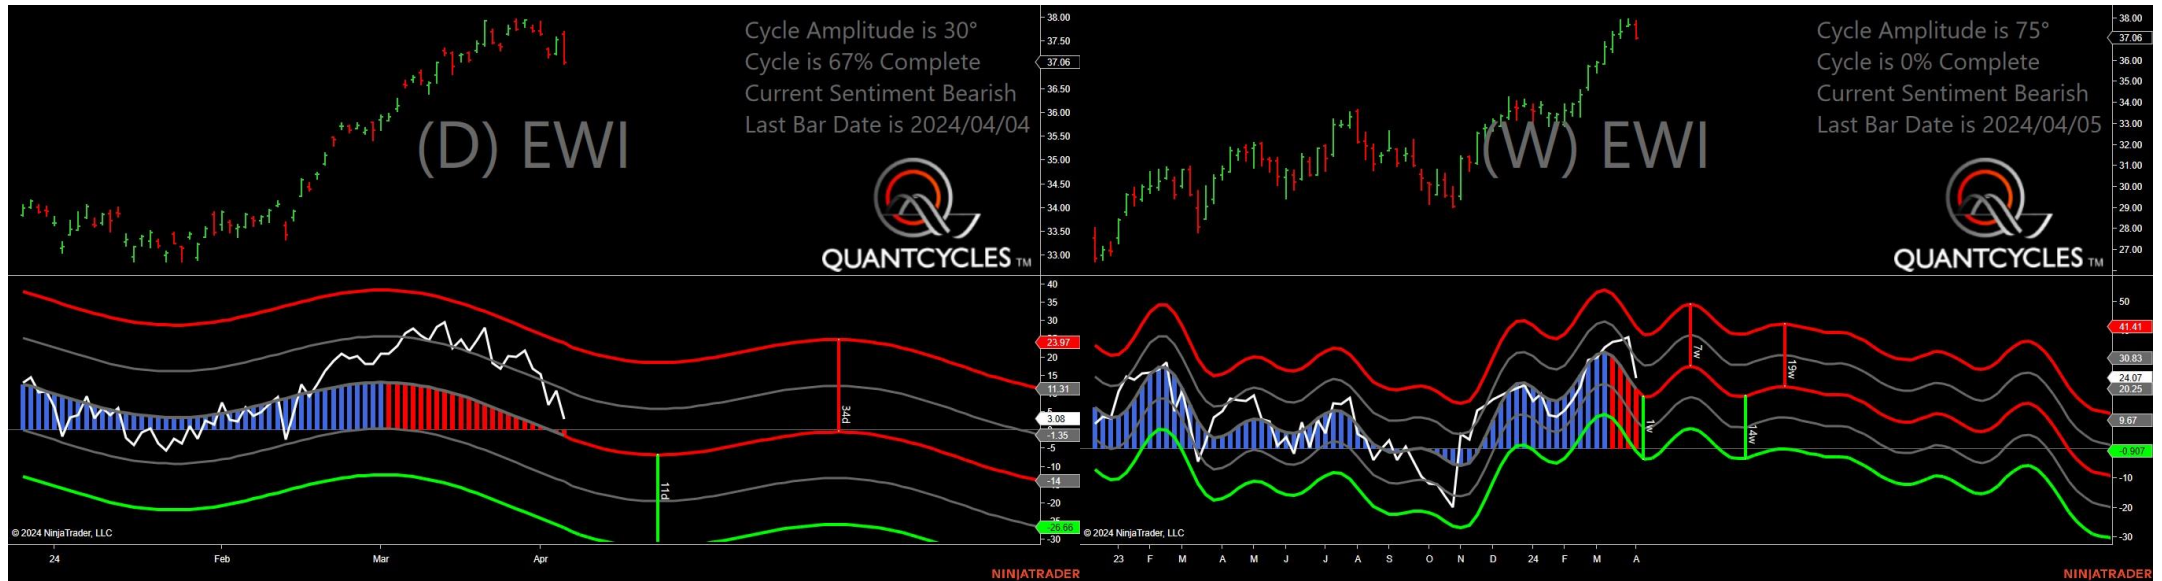 Cycle Amplitude is 30°
Cycle is 67% Complete
Current Sentiment Bearish
Last Bar Date is 2024/04/04
(D) EWI
QUANTCYCLES TM
38.00
37.50
37.06
36.50
36.00
35.50
35.00
34.50
34.00
33.50
33.00
40
35
30
23.97
20
15
11.31
3.08
-1.35
-5
-10
-14
-20
-26.66
-30
34d
11d
© 2024 NinjaTrader, LLC
24 Feb Mar Apr
NINJATRADER
Cycle Amplitude is 75°
Cycle is 0% Complete
Current Sentiment Bearish
Last Bar Date is 2024/04/05
(W) EWI
QUANTCYCLES TM
38.00
37.06
36.00
35.00
34.00
33.00
32.00
31.00
30.00
29.00
28.00
27.00
50
41.41
30.83
24.07
20.25
9.67
-0.907
-10
-20
-30
7w
19w
1w
14w
© 2024 NinjaTrader, LLC
23 F M A M J J A S O N D 24 F M A
NINJATRADER